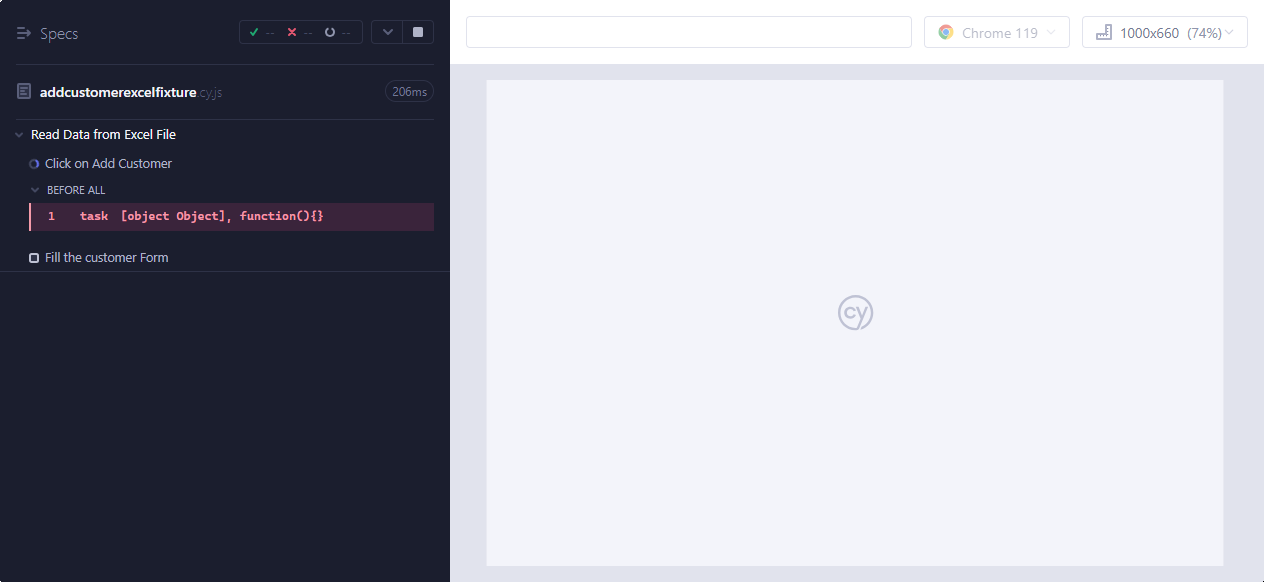 Specs
-- -- --
Chrome 119
1000x660 (74%)
addcustomerexcelfixture.cy.js
206ms
Read Data from Excel File
Click on Add Customer
BEFORE ALL
1 task [object Object], function(){}
Fill the customer Form
cy